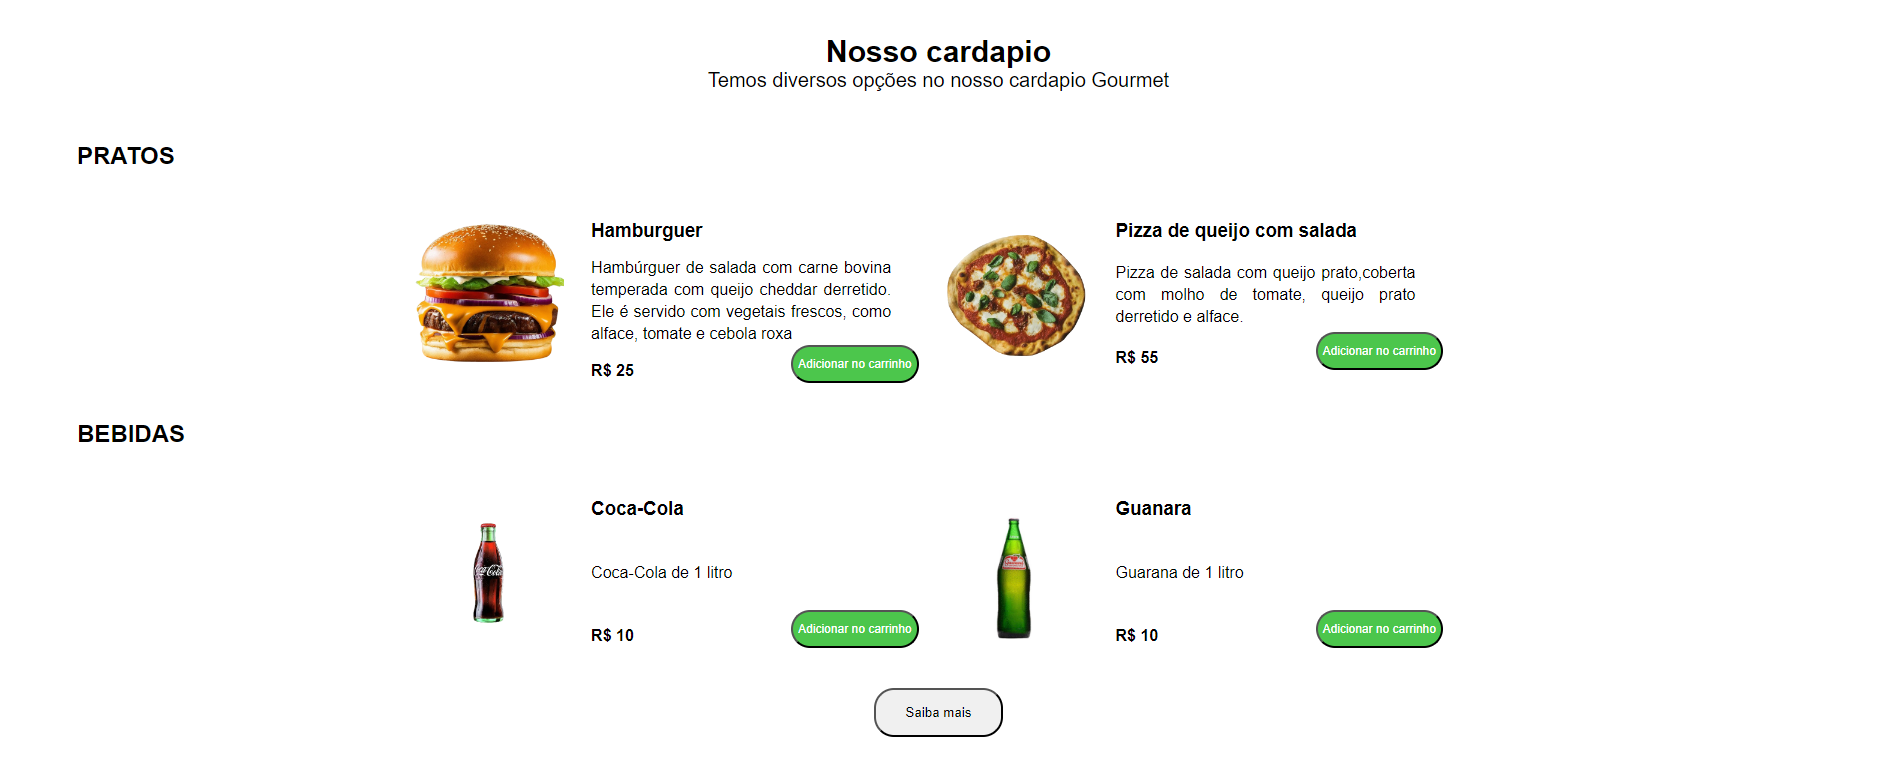 Nosso cardapio
Temos diversos opções no nosso cardapio Gourmet
PRATOS
Hamburguer
Hambúrguer de salada com carne bovina
temperada com queijo cheddar derretido.
Ele é servido com vegetais frescos, como
alface, tomate e cebola roxa
R$ 25
Adicionar no carrinho
Pizza de queijo com salada
Pizza de salada com queijo prato,coberta
com molho de tomate, queijo prato
derretido e alface.
R$ 55
Adicionar no carrinho
BEBIDAS
Coca-Cola
Coca-Cola
Coca-Cola de 1 litro
R$ 10
Adicionar no carrinho
Guanara
Guarana de 1 litro
R$ 10
Adicionar no carrinho
Saiba mais